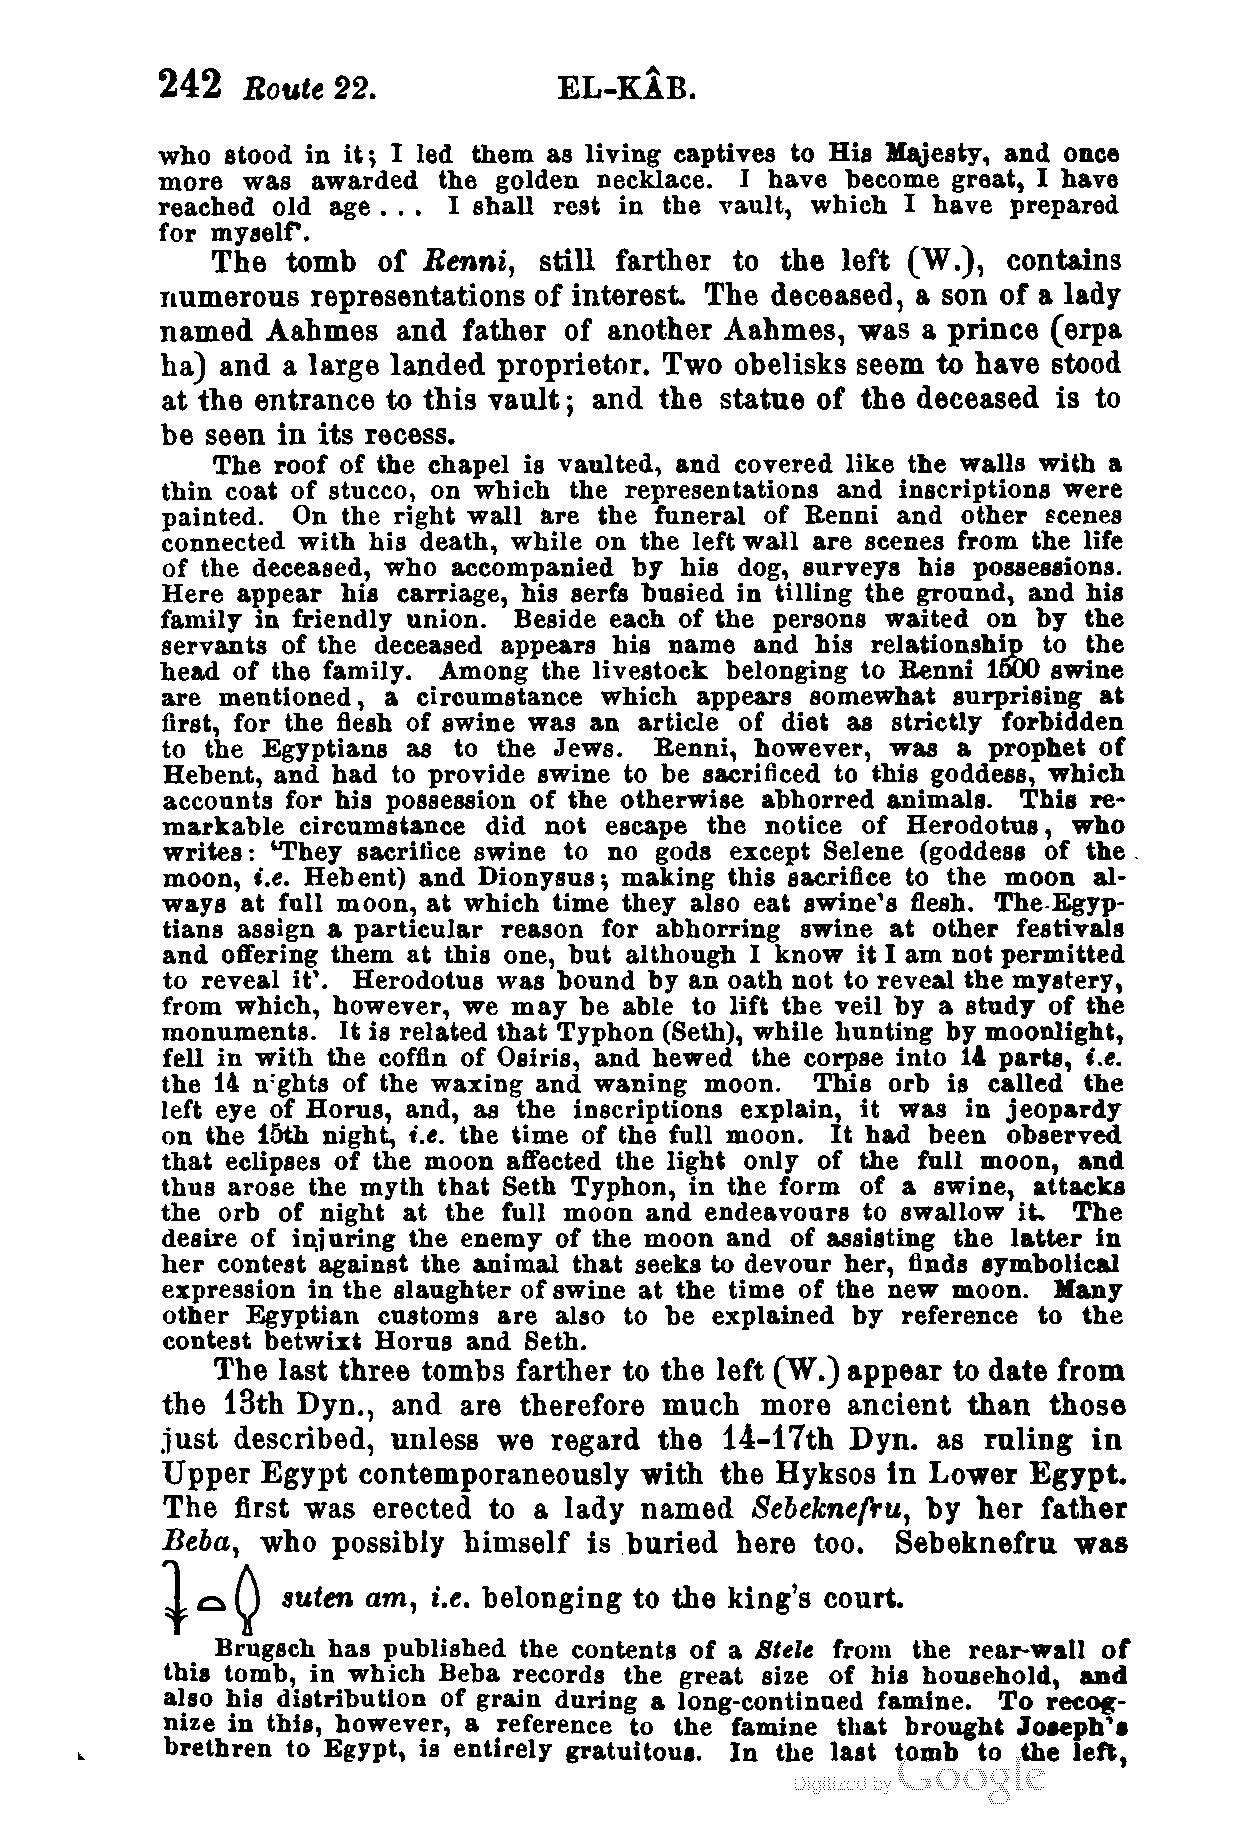 242 Route 22. EL-KÂB.
who stood in it; I led them as living captives to His Majesty, and once
more was awarded the golden necklace. I have become great, I have
reached old age . . . I shall rest in the vault, which I have prepared
for myself'.
The tomb of Renni, still farther to the left (W.), contains
numerous representations of interest. The deceased, a son of a lady
named Aahmes and father of another Aahmes, was a prince (erpa
ha) and a large landed proprietor. Two obelisks seem to have stood
at the entrance to this vault; and the statue of the deceased is to
be seen in its recess.
The roof of the chapel is vaulted, and covered like the walls with a
thin coat of stucco, on which the representations and inscriptions were
painted. On the right wall are the funeral of Renni and other scenes
connected with his death, while on the left wall are scenes from the life
of the deceased, who accompanied by his dog, surveys his possessions.
Here appear his carriage, his serfs busied in tilling the ground, and his
family in friendly union. Beside each of the persons waited on by the
servants of the deceased appears his name and his relationship to the
head of the family. Among the livestock belonging to Renni 1500 swine
are mentioned, a circumstance which appears somewhat surprising at
first, for the flesh of swine was an article of diet as strictly forbidden
to the Egyptians as to the Jews. Renni, however, was a prophet of
Hebent, and had to provide swine to be sacrificed to this goddess, which
accounts for his possession of the otherwise abhorred animals. This re-
markable circumstance did not escape the notice of Herodotus, who
writes: 'They sacrifice swine to no gods except Selene (goddess of the
moon, i.e. Hebent) and Dionysus; making this sacrifice to the moon al-
ways at full moon, at which time they also eat swine's flesh. The Egyp-
tians assign a particular reason for abhorring swine at other festivals
and offering them at this one, but although I know it I am not permitted
to reveal it'. Herodotus was bound by an oath not to reveal the mystery,
from which, however, we may be able to lift the veil by a study of the
monuments. It is related that Typhon (Seth), while hunting by moonlight,
fell in with the coffin of Osiris, and hewed the corpse into 14 parts, i.e.
the 14 nights of the waxing and waning moon. This orb is called the
left eye of Horus, and, as the inscriptions explain, it was in jeopardy
on the 15th night, i.e. the time of the full moon. It had been observed
that eclipses of the moon affected the light only of the full moon, and
thus arose the myth that Seth Typhon, in the form of a swine, attacks
the orb of night at the full moon and endeavours to swallow it. The
desire of injuring the enemy of the moon and of assisting the latter in
her contest against the animal that seeks to devour her, finds symbolical
expression in the slaughter of swine at the time of the new moon. Many
other Egyptian customs are also to be explained by reference to the
contest betwixt Horus and Seth.
The last three tombs farther to the left (W.) appear to date from
the 13th Dyn., and are therefore much more ancient than those
just described, unless we regard the 14-17th Dyn. as ruling in
Upper Egypt contemporaneously with the Hyksos in Lower Egypt.
The first was erected to a lady named Sebeknefru, by her father
Beba, who possibly himself is buried here too. Sebeknefru was
suten am, i.e. belonging to the king's court.
Brugsch has published the contents of a Stele from the rear-wall of
this tomb, in which Beba records the great size of his household, and
also his distribution of grain during a long-continued famine. To recog-
nize in this, however, a reference to the famine that brought Joseph's
brethren to Egypt, is entirely gratuitous. In the last tomb to the left,
Digitized by Google